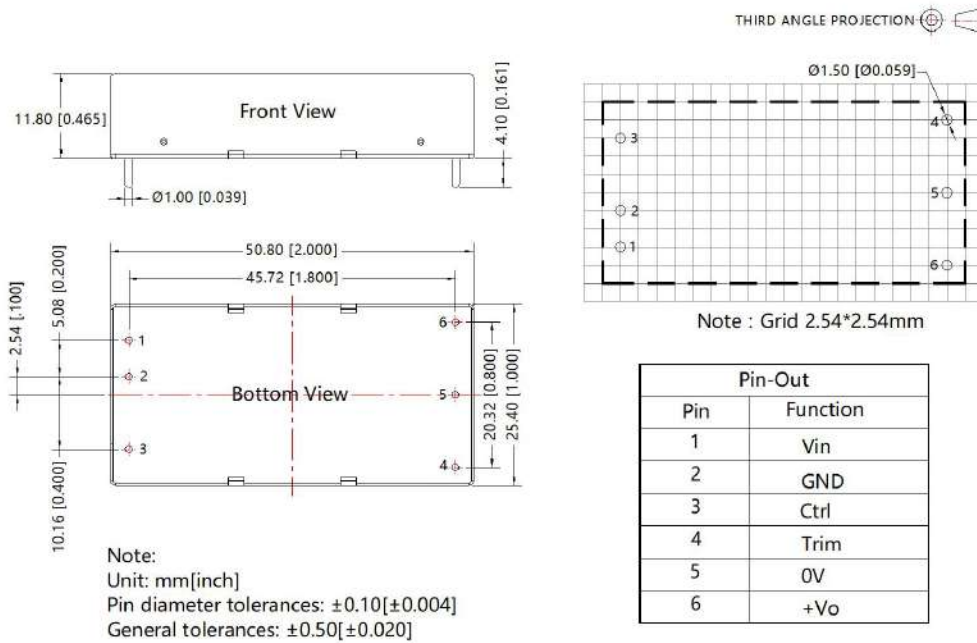 THIRD ANGLE PROJECTION
Front View
11.80 [0.465]
4.10 [0.161]
Ø1.00 [0.039]
Ø1.50 [Ø0.059]
4
3
5
2
1
6
Note : Grid 2.54*2.54mm
50.80 [2.000]
45.72 [1.800]
2.54 [.100]
5.08 [0.200]
10.16 [0.400]
1
2
3
6
5
4
Bottom View
20.32 [0.800]
25.40 [1.000]
Pin-Out
Pin Function
1 Vin
2 GND
3 Ctrl
4 Trim
5 0V
6 +Vo
Note:
Unit: mm[inch]
Pin diameter tolerances: ±0.10[±0.004]
General tolerances: ±0.50[±0.020]